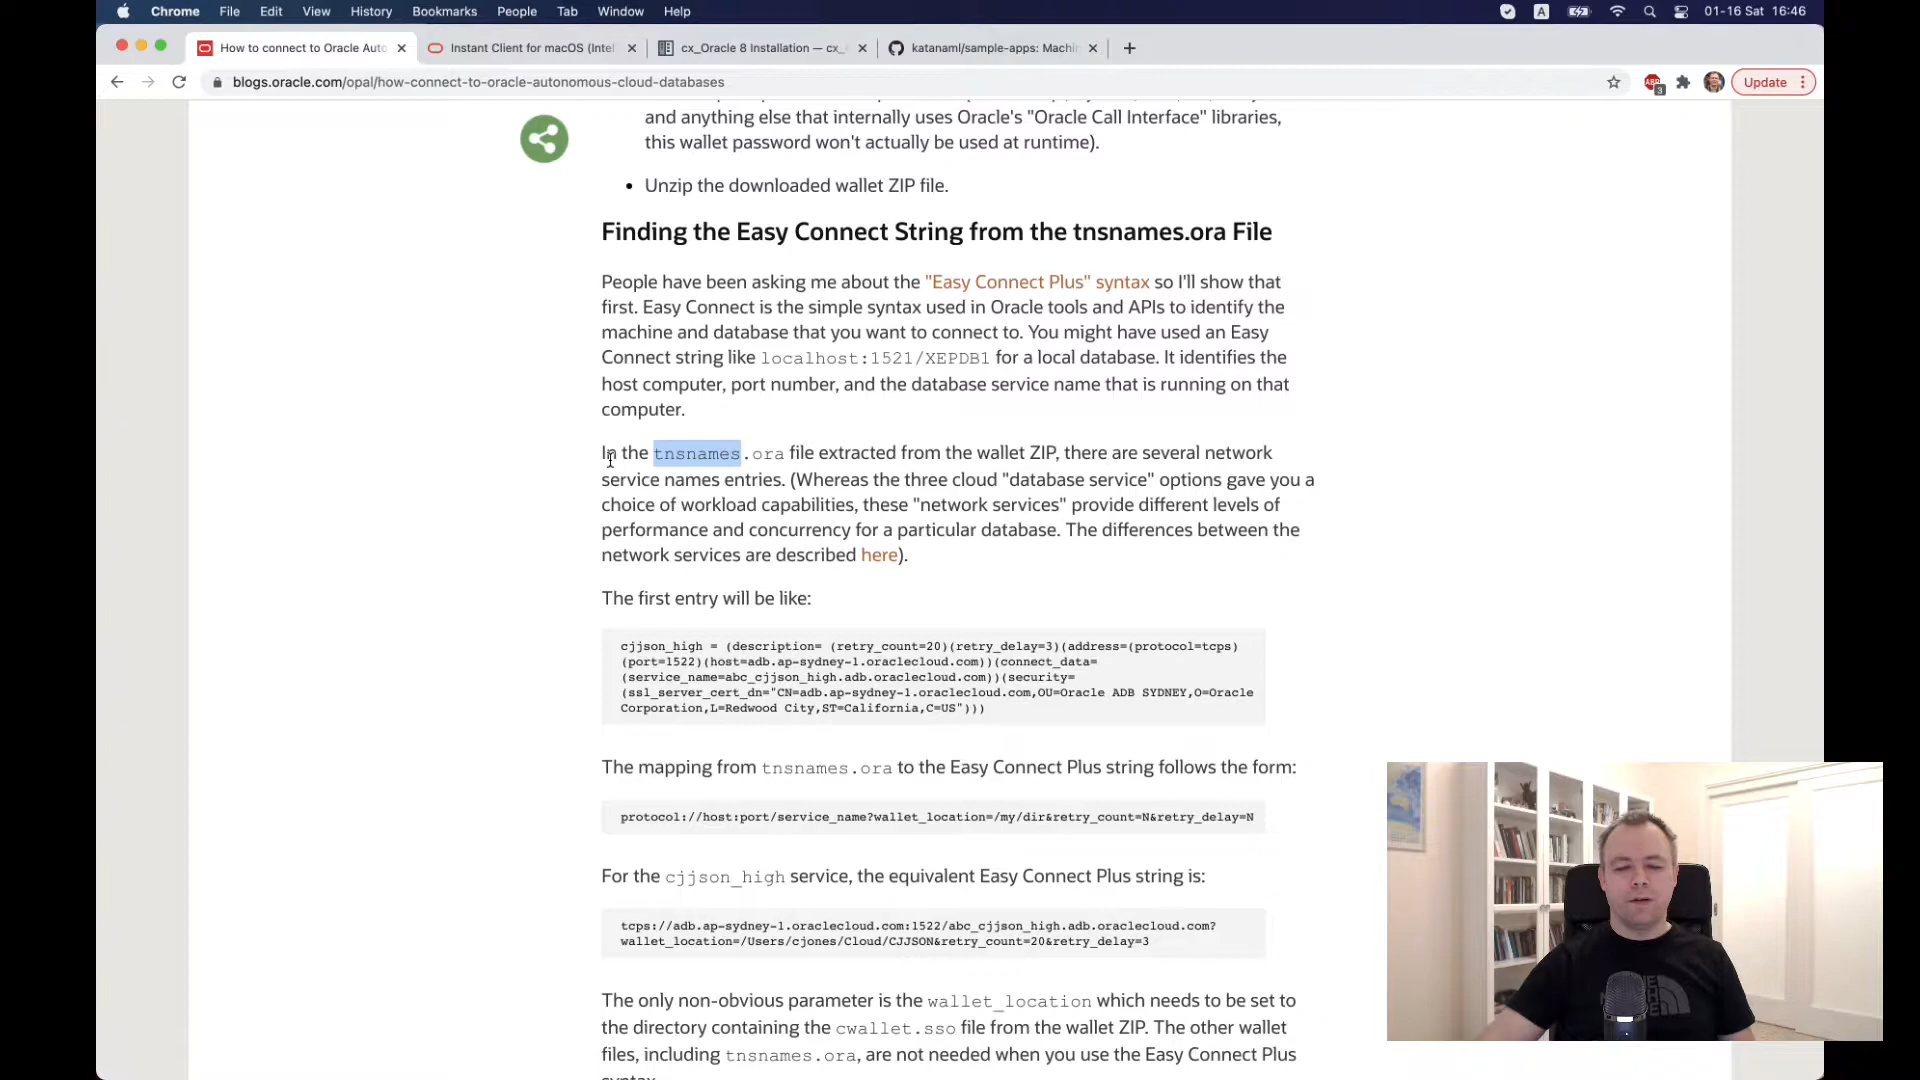 Chrome File Edit View History Bookmarks People Tab Window Help A 01-16 Sat 16:46
How to connect to Oracle Auto
Instant Client for macOS (Intel
cx_Oracle 8 Installation — cx_
katanaml/sample-apps: Machi
blogs.oracle.com/opal/how-connect-to-oracle-autonomous-cloud-databases
ABP 3
Update
and anything else that internally uses Oracle's "Oracle Call Interface" libraries,
this wallet password won't actually be used at runtime).
• Unzip the downloaded wallet ZIP file.
Finding the Easy Connect String from the tnsnames.ora File
People have been asking me about the "Easy Connect Plus" syntax so I'll show that
first. Easy Connect is the simple syntax used in Oracle tools and APIs to identify the
machine and database that you want to connect to. You might have used an Easy
Connect string like localhost:1521/XEPDB1 for a local database. It identifies the
host computer, port number, and the database service name that is running on that
computer.
In the tnsnames.ora file extracted from the wallet ZIP, there are several network
service names entries. (Whereas the three cloud "database service" options gave you a
choice of workload capabilities, these "network services" provide different levels of
performance and concurrency for a particular database. The differences between the
network services are described here).
The first entry will be like:
cjjson_high = (description= (retry_count=20)(retry_delay=3)(address=(protocol=tcps)
(port=1522)(host=adb.ap-sydney-1.oraclecloud.com))(connect_data=
(service_name=abc_cjjson_high.adb.oraclecloud.com))(security=
(ssl_server_cert_dn="CN=adb.ap-sydney-1.oraclecloud.com,OU=Oracle ADB SYDNEY,O=Oracle
Corporation,L=Redwood City,ST=California,C=US")))
The mapping from tnsnames.ora to the Easy Connect Plus string follows the form:
protocol://host:port/service_name?wallet_location=/my/dir&retry_count=N&retry_delay=N
For the cjjson_high service, the equivalent Easy Connect Plus string is:
tcps://adb.ap-sydney-1.oraclecloud.com:1522/abc_cjjson_high.adb.oraclecloud.com?
wallet_location=/Users/cjones/Cloud/CJJSON&retry_count=20&retry_delay=3
The only non-obvious parameter is the wallet_location which needs to be set to
the directory containing the cwallet.sso file from the wallet ZIP. The other wallet
files, including tnsnames.ora, are not needed when you use the Easy Connect Plus